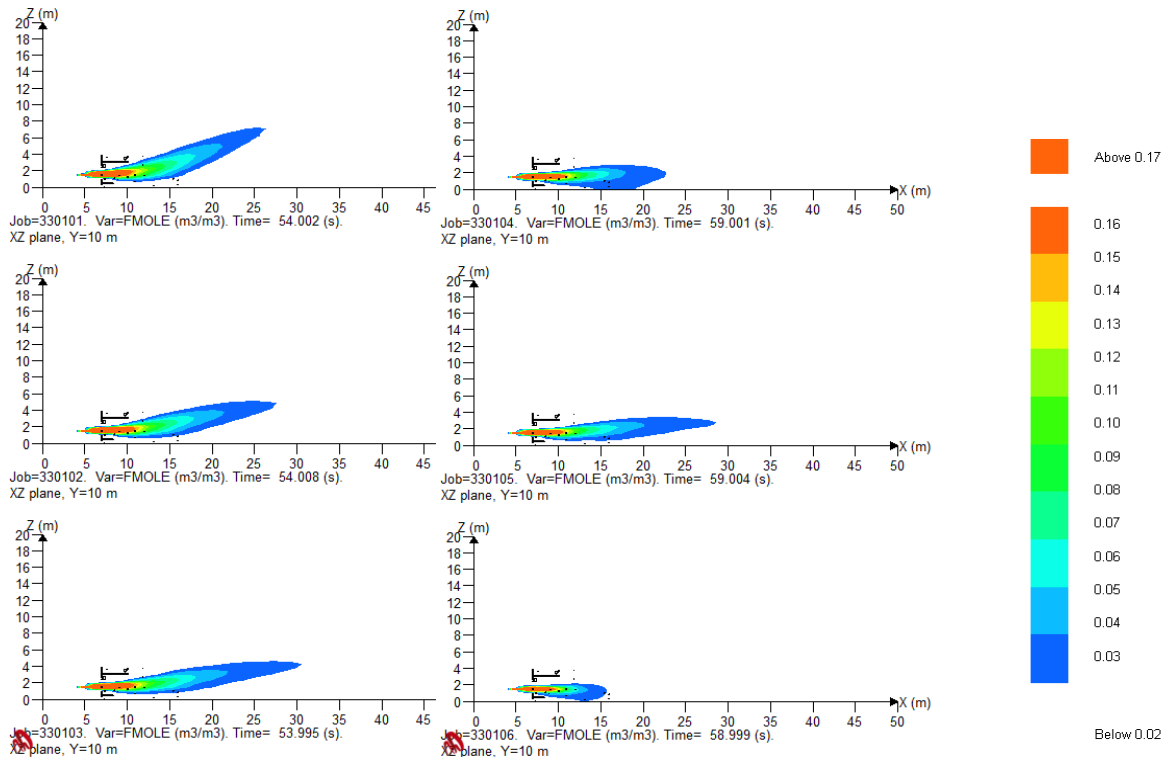 Z (m)
20
18
16
14
12
10
8
6
4
2
0
0 5 10 15 20 25 30 35 40 45
Job=330101. Var=FMOLE (m3/m3). Time= 54.002 (s).
XZ plane, Y=10 m
Z (m)
20
18
16
14
12
10
8
6
4
2
0
X (m)
0 5 10 15 20 25 30 35 40 45 50
Job=330104. Var=FMOLE (m3/m3). Time= 59.001 (s).
XZ plane, Y=10 m
Z (m)
20
18
16
14
12
10
8
6
4
2
0
0 5 10 15 20 25 30 35 40 45
Job=330102. Var=FMOLE (m3/m3). Time= 54.008 (s).
XZ plane, Y=10 m
Z (m)
20
18
16
14
12
10
8
6
4
2
0
X (m)
0 5 10 15 20 25 30 35 40 45 50
Job=330105. Var=FMOLE (m3/m3). Time= 59.004 (s).
XZ plane, Y=10 m
Z (m)
20
18
16
14
12
10
8
6
4
2
0
0 5 10 15 20 25 30 35 40 45
Job=330103. Var=FMOLE (m3/m3). Time= 53.995 (s).
XZ plane, Y=10 m
Z (m)
20
18
16
14
12
10
8
6
4
2
0
X (m)
0 5 10 15 20 25 30 35 40 45 50
Job=330106. Var=FMOLE (m3/m3). Time= 58.999 (s).
XZ plane, Y=10 m
Above 0.17
0.16
0.15
0.14
0.13
0.12
0.11
0.10
0.09
0.08
0.07
0.06
0.05
0.04
0.03
Below 0.02